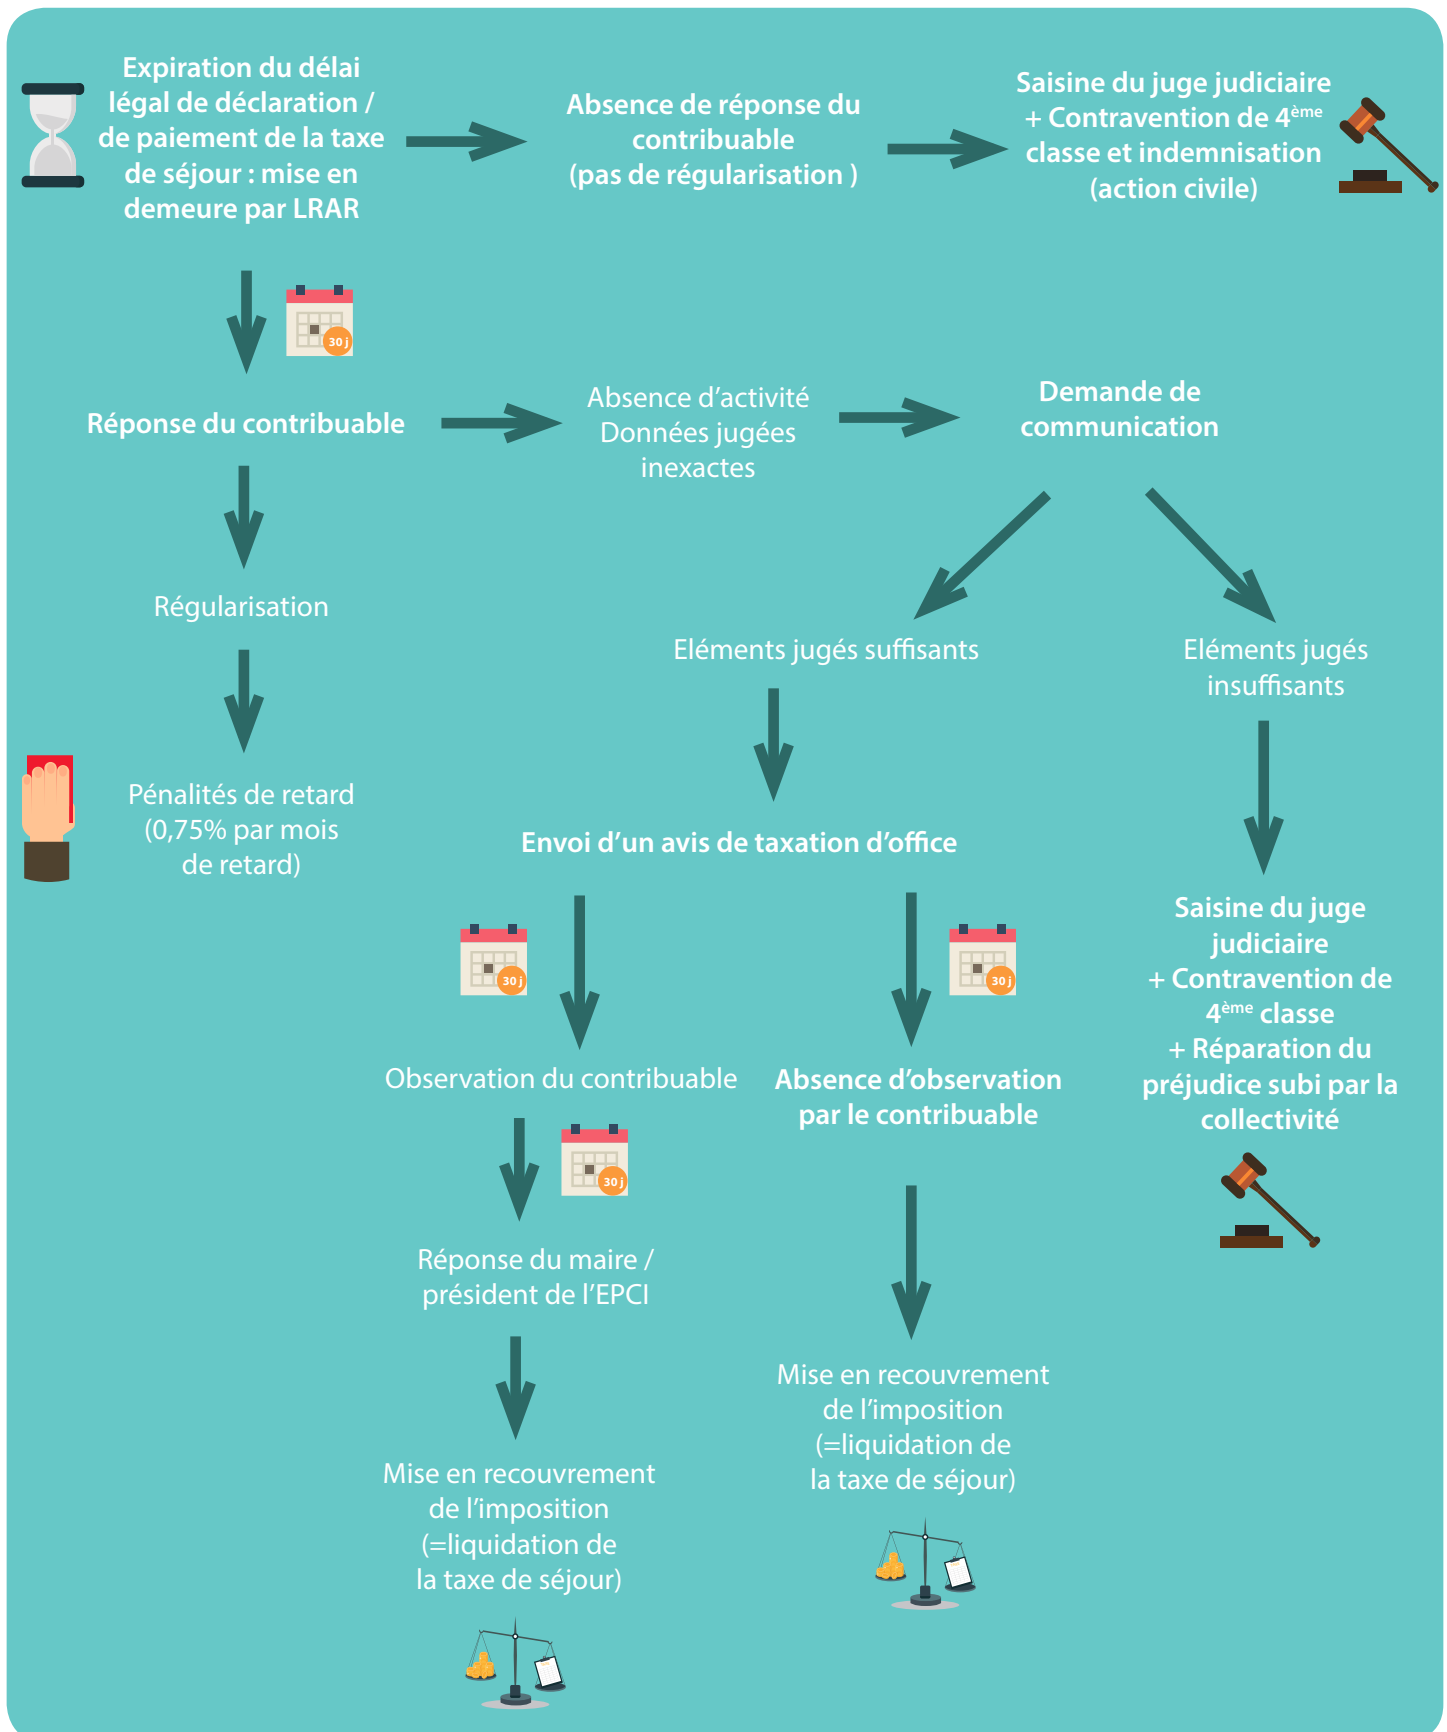 Expiration du délai
légal de déclaration /
de paiement de la taxe
de séjour : mise en
demeure par LRAR
Absence de réponse du
contribuable
(pas de régularisation )
Saisine du juge judiciaire
+ Contravention de 4ème
classe et indemnisation
(action civile)
30 j
Réponse du contribuable
Absence d’activité
Données jugées
inexactes
Demande de
communication
Régularisation
Eléments jugés suffisants
Eléments jugés
insuffisants
Pénalités de retard
(0,75% par mois
de retard)
Envoi d’un avis de taxation d’office
30 j
30 j
Saisine du juge
judiciaire
+ Contravention de
4ème classe
+ Réparation du
préjudice subi par la
collectivité
Observation du contribuable
Absence d’observation
par le contribuable
30 j
Réponse du maire /
président de l’EPCI
Mise en recouvrement
de l’imposition
(=liquidation de
la taxe de séjour)
Mise en recouvrement
de l’imposition
(=liquidation de
la taxe de séjour)